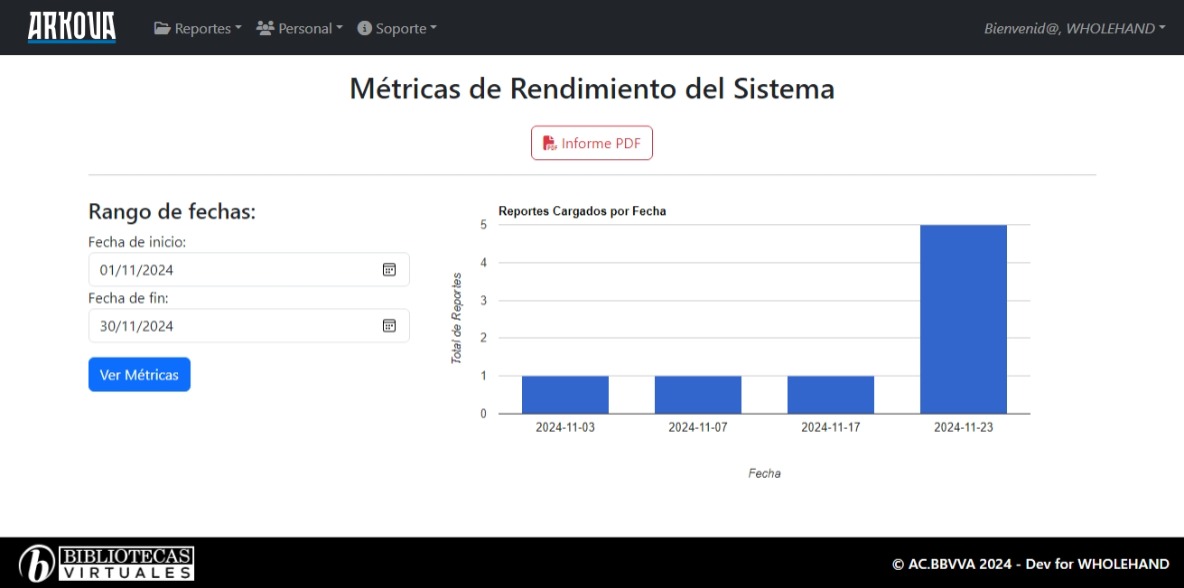 ARKOVA
Reportes
Personal
Soporte
Bienvenid@, WHOLEHAND
Métricas de Rendimiento del Sistema
PDF
Informe PDF
Rango de fechas:
Fecha de inicio:
01/11/2024
Fecha de fin:
30/11/2024
Ver Métricas
Reportes Cargados por Fecha
Total de Reportes
5
4
3
2
1
0
2024-11-03
2024-11-07
2024-11-17
2024-11-23
Fecha
b
BIBLIOTECAS
VIRTUALES
© AC.BBVVA 2024 - Dev for WHOLEHAND